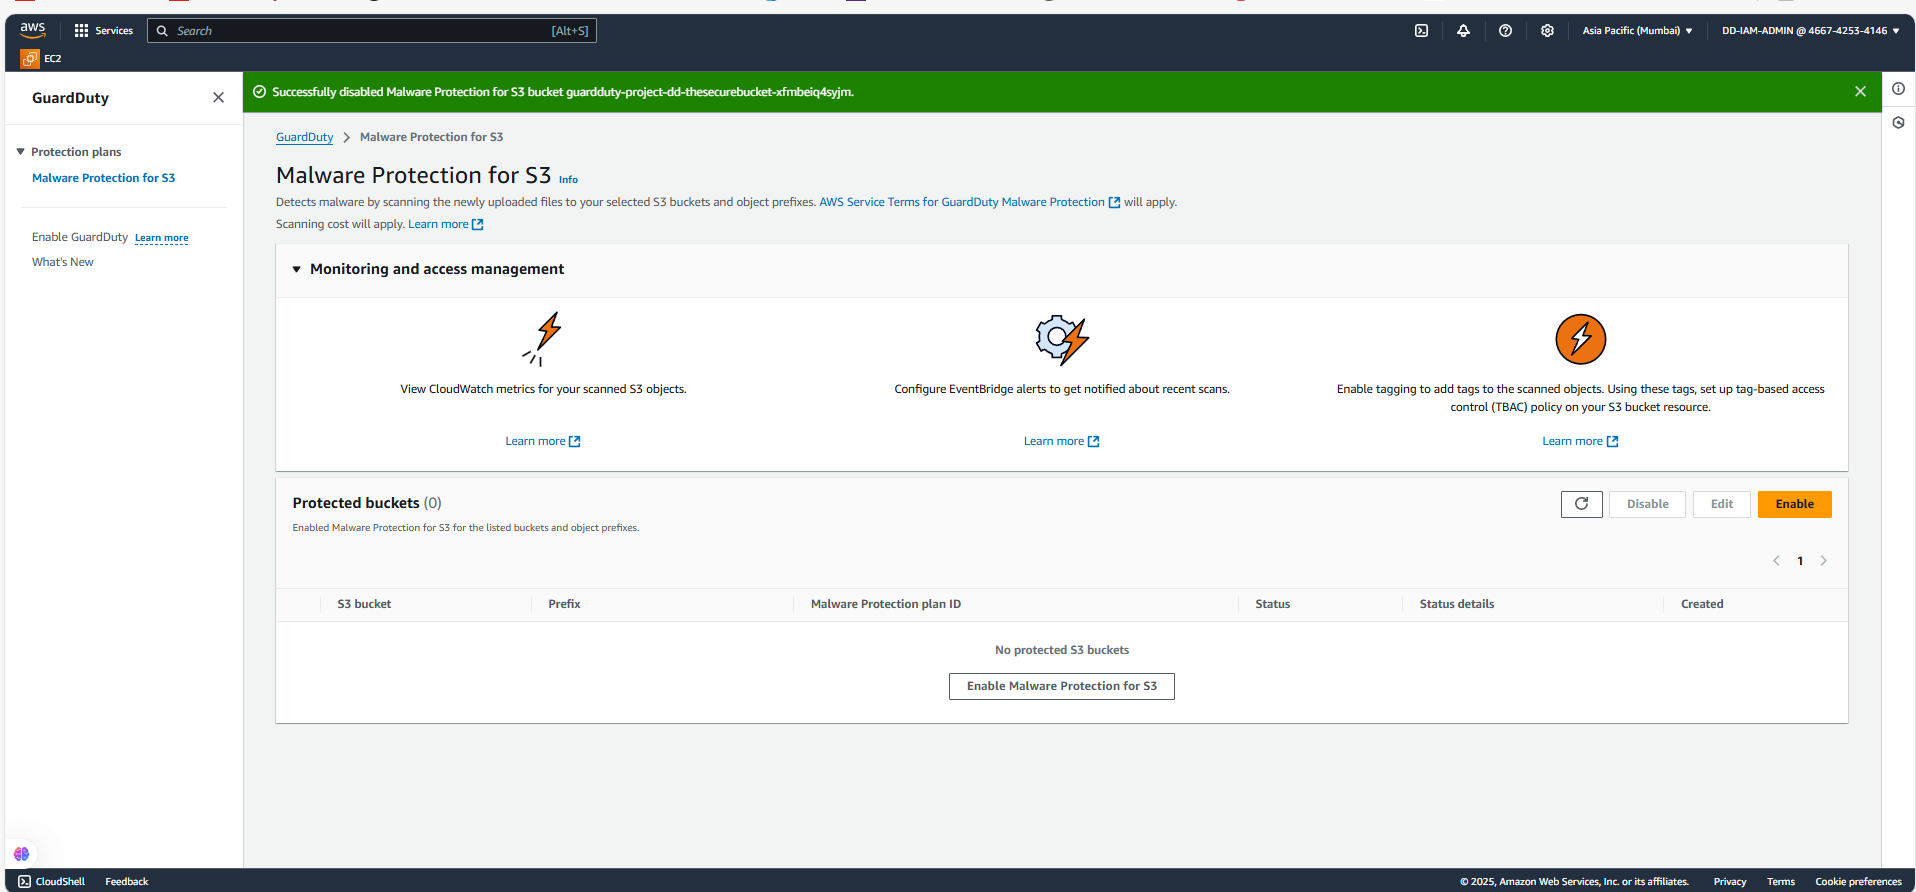 aws
Services
Search
[Alt+S]
Asia Pacific (Mumbai)
DD-IAM-ADMIN @ 4667-4253-4146
EC2
GuardDuty
Protection plans
Malware Protection for S3
Enable GuardDuty Learn more
What's New
Successfully disabled Malware Protection for S3 bucket guardduty-project-dd-thesecurebucket-xfmbeiq4syjm.
GuardDuty Malware Protection for S3
Malware Protection for S3 Info
Detects malware by scanning the newly uploaded files to your selected S3 buckets and object prefixes. AWS Service Terms for GuardDuty Malware Protection will apply.
Scanning cost will apply. Learn more
Monitoring and access management
View CloudWatch metrics for your scanned S3 objects.
Learn more
Configure EventBridge alerts to get notified about recent scans.
Learn more
Enable tagging to add tags to the scanned objects. Using these tags, set up tag-based access
control (TBAC) policy on your S3 bucket resource.
Learn more
Protected buckets (0)
Enabled Malware Protection for S3 for the listed buckets and object prefixes.
Disable
Edit
Enable
1
S3 bucket
Prefix
Malware Protection plan ID
Status
Status details
Created
No protected S3 buckets
Enable Malware Protection for S3
CloudShell
Feedback
© 2025, Amazon Web Services, Inc. or its affiliates.
Privacy
Terms
Cookie preferences